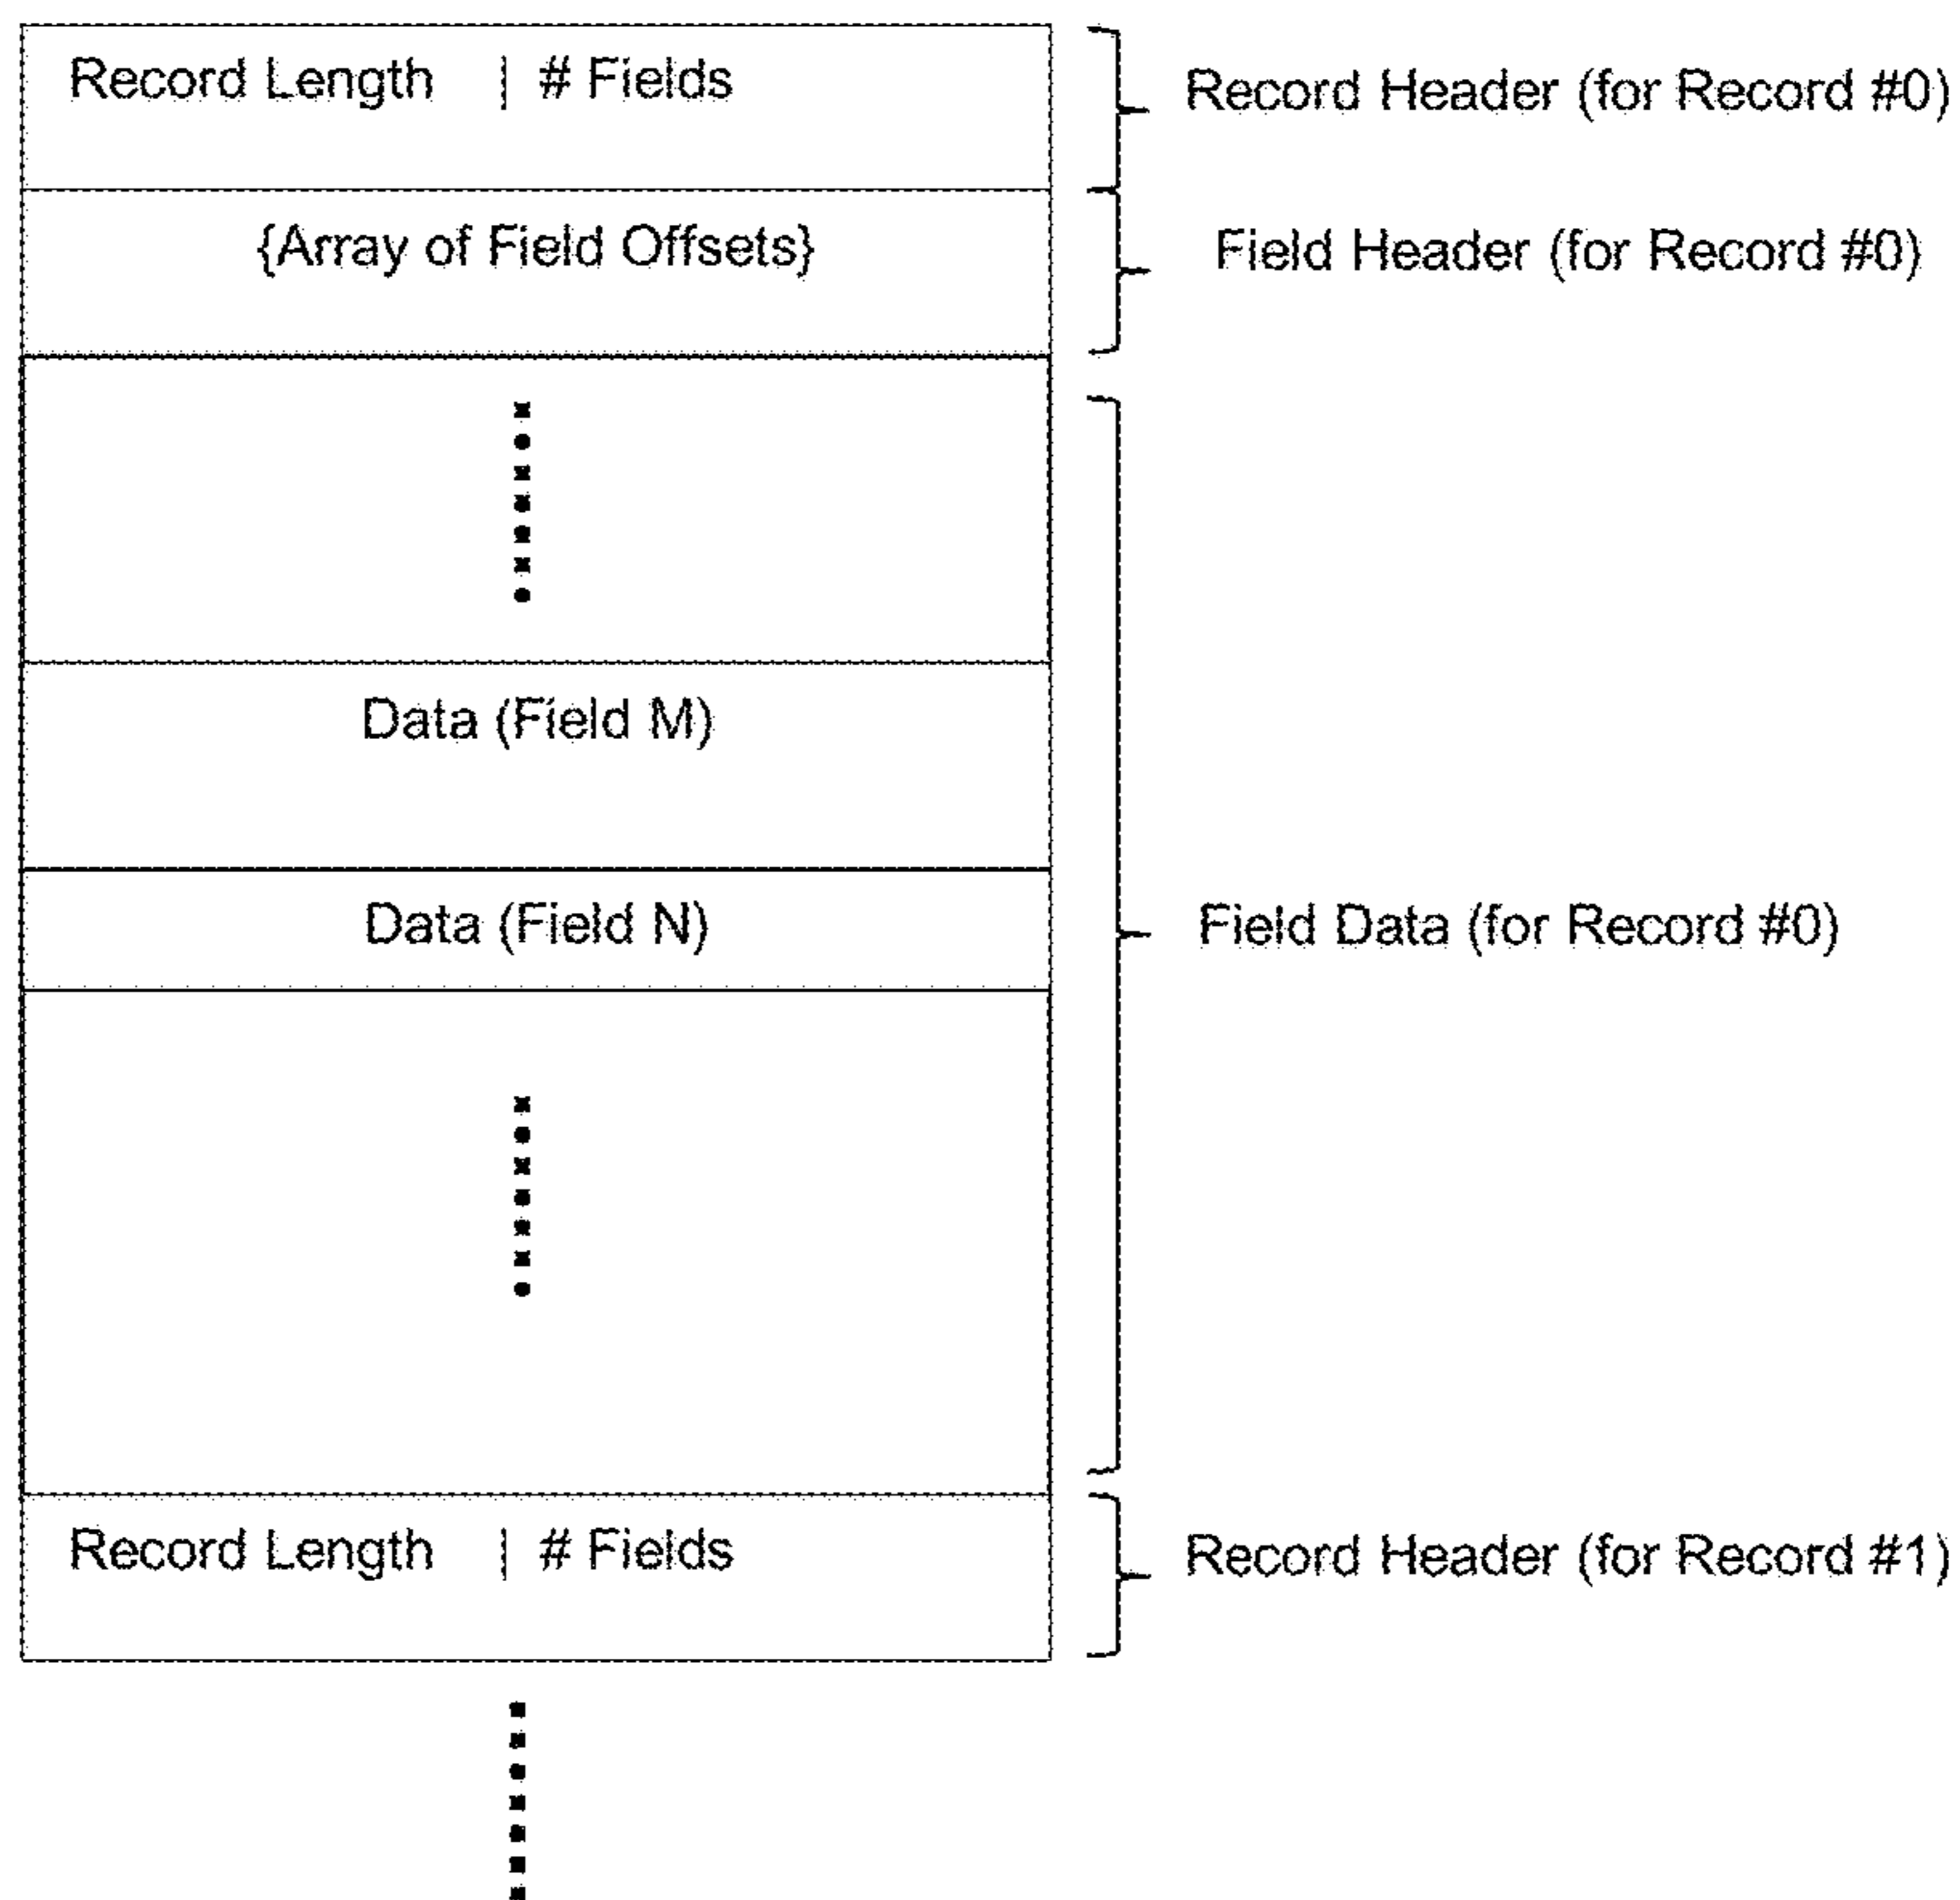 Record Length | # Fields
Record Header (for Record #0)
{Array of Field Offsets}
Field Header (for Record #0)
Data (Field M)
Data (Field N)
Field Data (for Record #0)
Record Length | # Fields
Record Header (for Record #1)